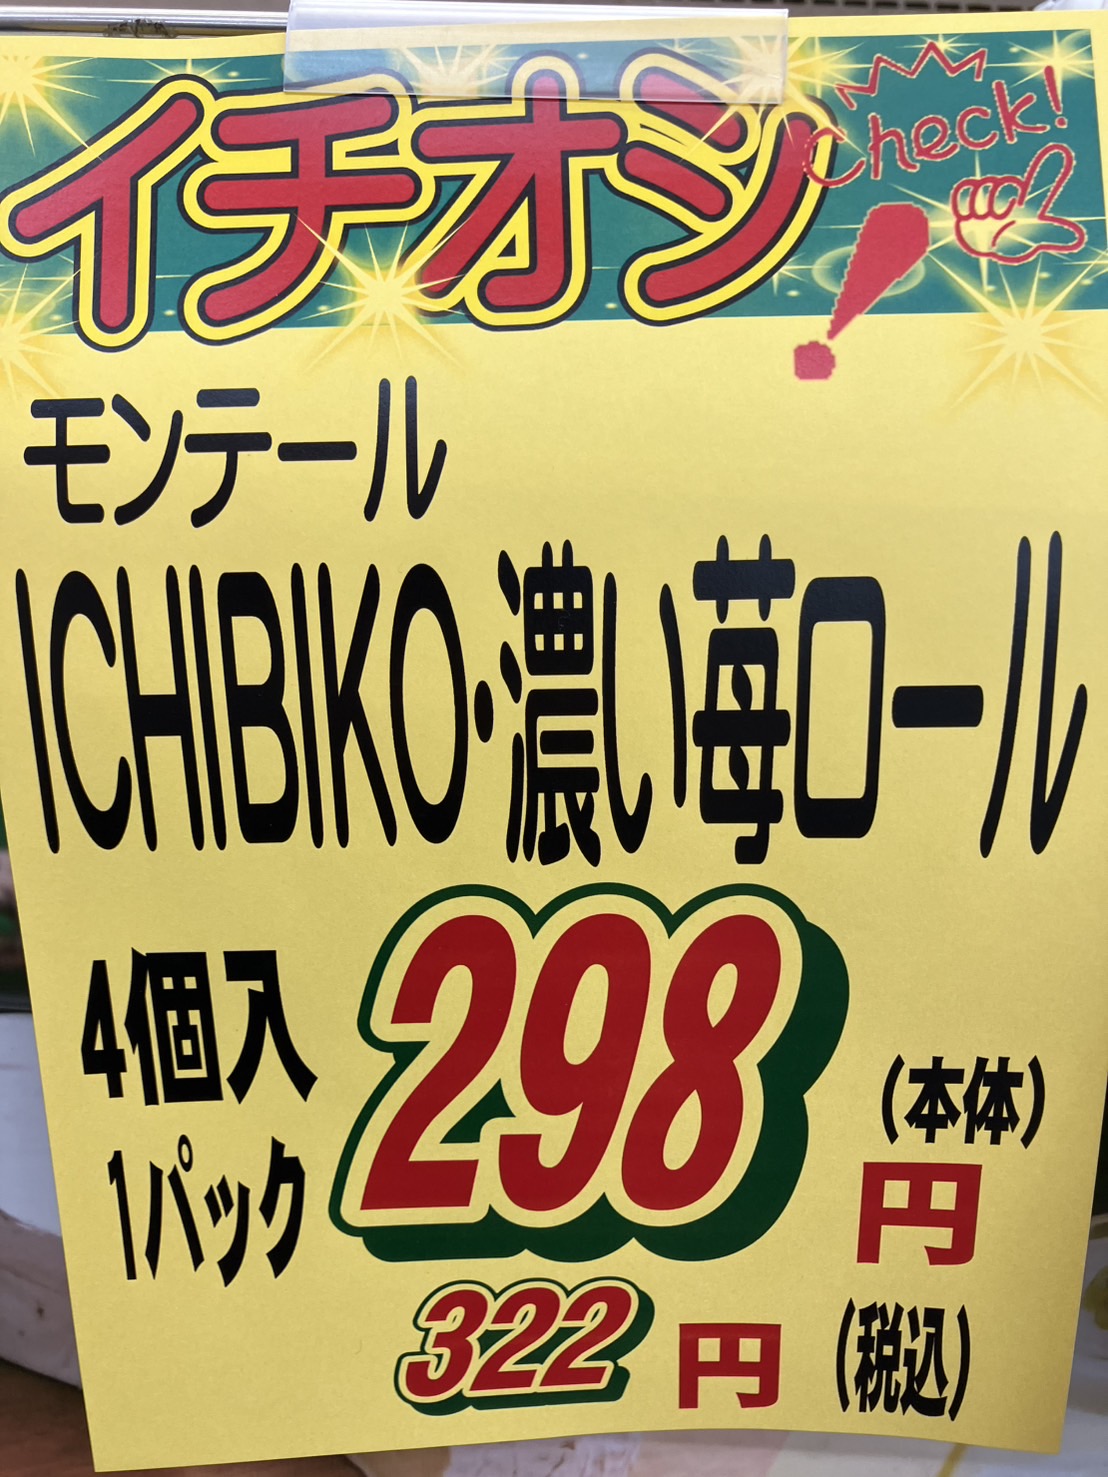 イチオシ
Check!
！
モンテール
ICHIBIKO・濃い苺ロール
4個入
1パック
298
(本体)
円
322円(税込)